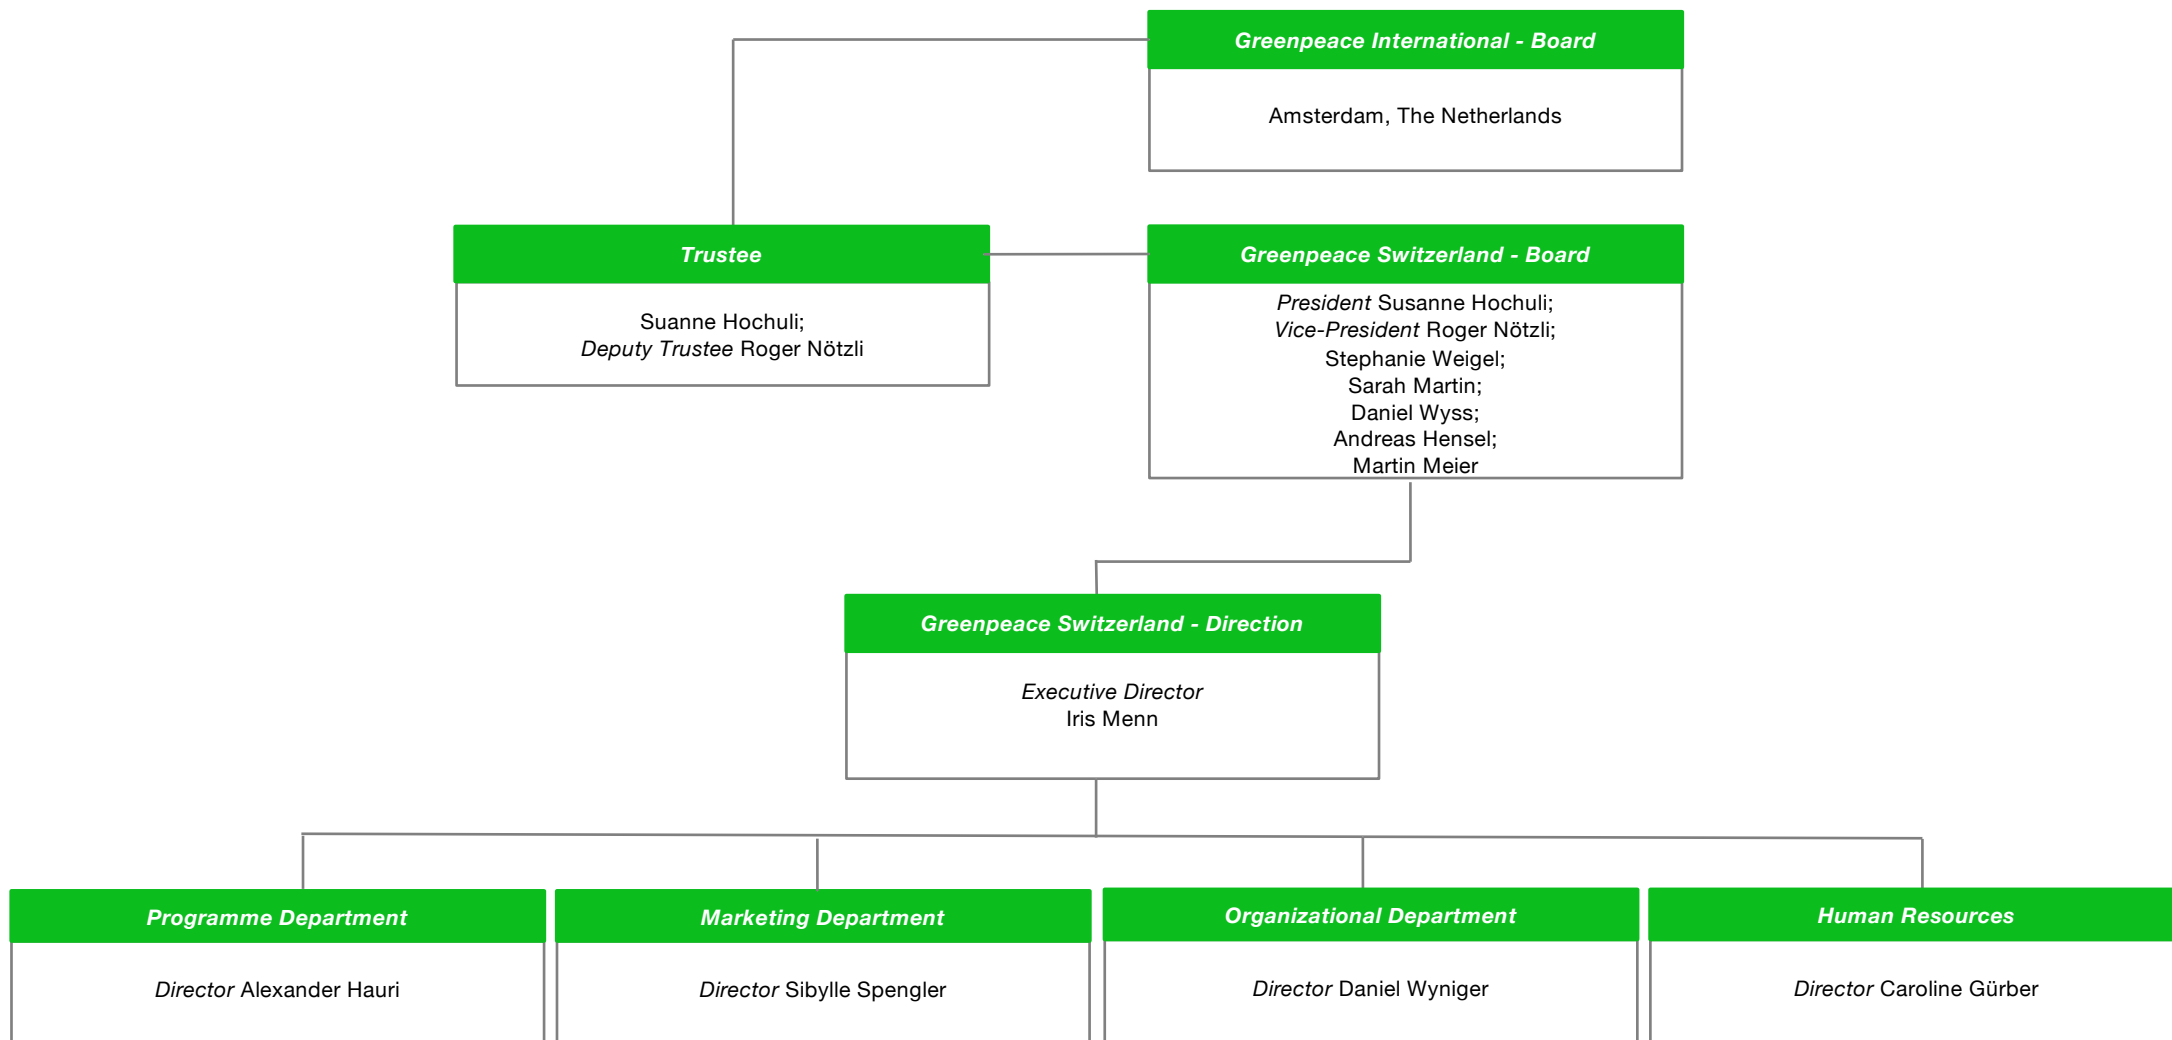 Greenpeace International - Board
Amsterdam, The Netherlands
Trustee
Suanne Hochuli;
Deputy Trustee Roger Nötzli
Greenpeace Switzerland - Board
President Susanne Hochuli;
Vice-President Roger Nötzli;
Stephanie Weigel;
Sarah Martin;
Daniel Wyss;
Andreas Hensel;
Martin Meier
Greenpeace Switzerland - Direction
Executive Director
Iris Menn
Programme Department
Director Alexander Hauri
Marketing Department
Director Sibylle Spengler
Organizational Department
Director Daniel Wyniger
Human Resources
Director Caroline Gürber